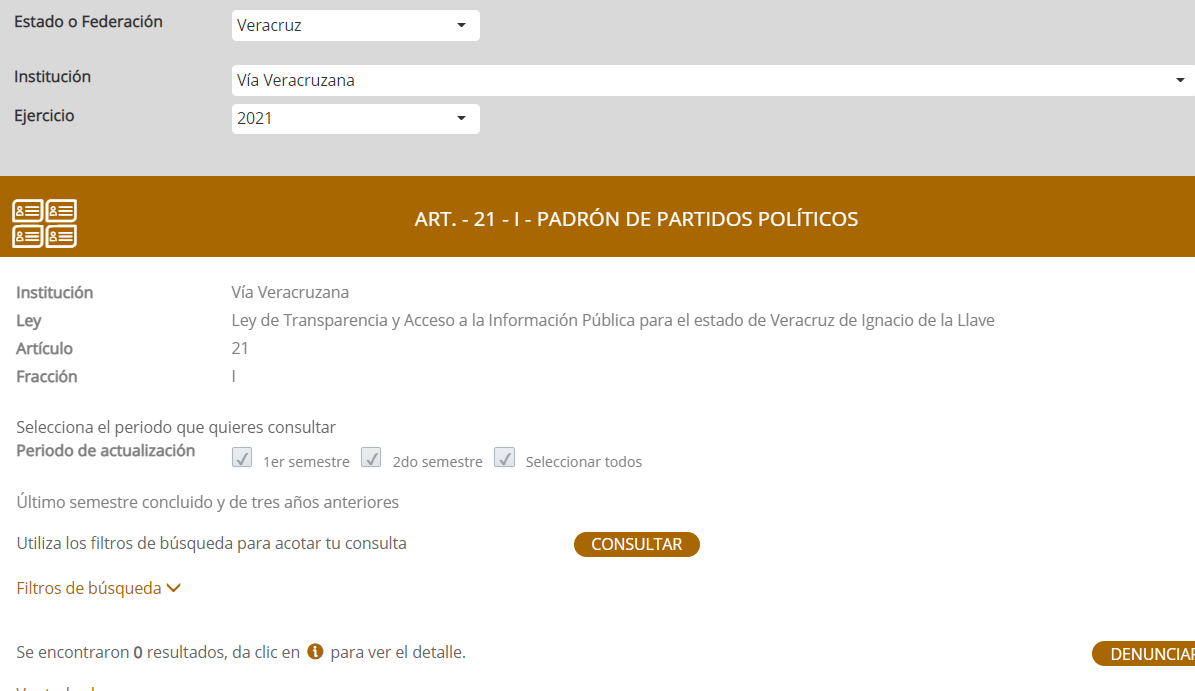 Estado o Federación
Veracruz
Institución
Vía Veracruzana
Ejercicio
2021
ART. - 21 - I - PADRÓN DE PARTIDOS POLÍTICOS
Institución
Vía Veracruzana
Ley
Ley de Transparencia y Acceso a la Información Pública para el estado de Veracruz de Ignacio de la Llave
Artículo
21
Fracción
I
Selecciona el periodo que quieres consultar
Periodo de actualización
1er semestre
2do semestre
Seleccionar todos
Último semestre concluido y de tres años anteriores
Utiliza los filtros de búsqueda para acotar tu consulta
CONSULTAR
Filtros de búsqueda
Se encontraron 0 resultados, da clic en para ver el detalle.
DENUNCIAR